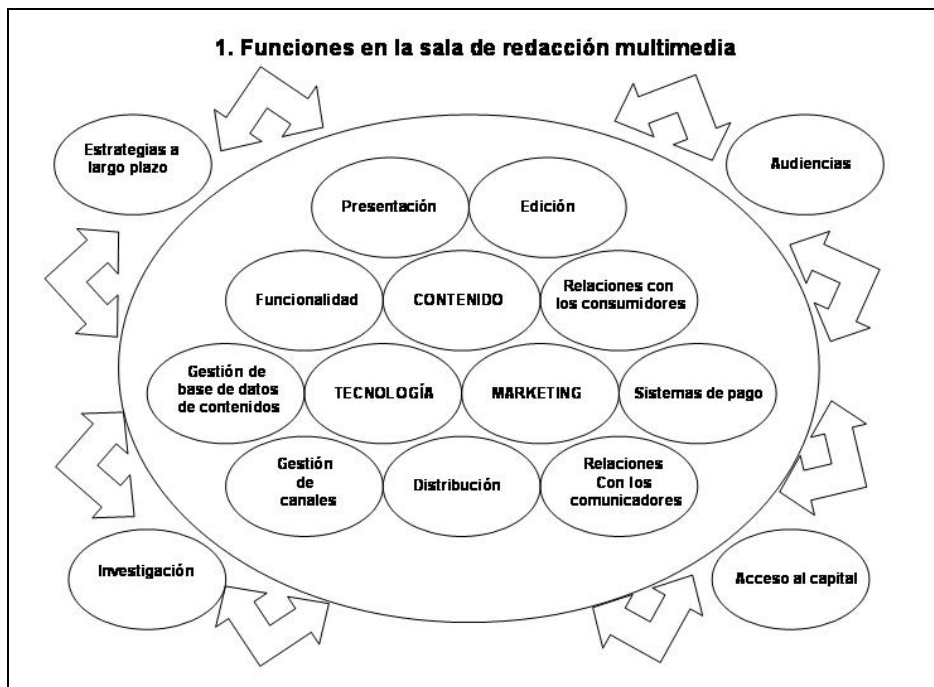 1. Funciones en la sala de redacción multimedia
Estrategias a
largo plazo
Audiencias
Presentación
Edición
Funcionalidad
CONTENIDO
Relaciones con
los consumidores
Gestión de
base de datos
de contenidos
TECNOLOGÍA
MARKETING
Sistemas de pago
Gestión
de
canales
Distribución
Relaciones
Con los
comunicadores
Investigación
Acceso al capital